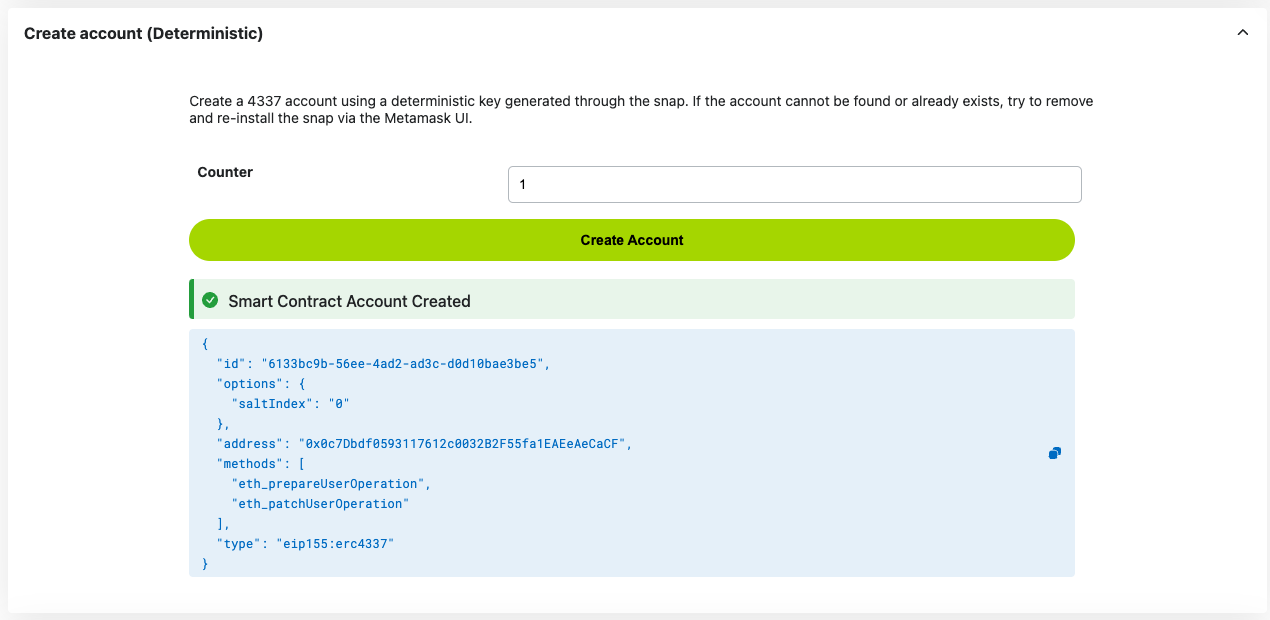 Create account (Deterministic)
Create a 4337 account using a deterministic key generated through the snap. If the account cannot be found or already exists, try to remove
and re-install the snap via the Metamask UI.
Counter
1
Create Account
Smart Contract Account Created
{
  "id": "6133bc9b-56ee-4ad2-ad3c-d0d10bae3be5",
  "options": {
    "saltIndex": "0"
  },
  "address": "0x0c7Dbdf0593117612c0032B2F55fa1EAEeAeCaCF",
  "methods": [
    "eth_prepareUserOperation",
    "eth_patchUserOperation"
  ],
  "type": "eip155:erc4337"
}